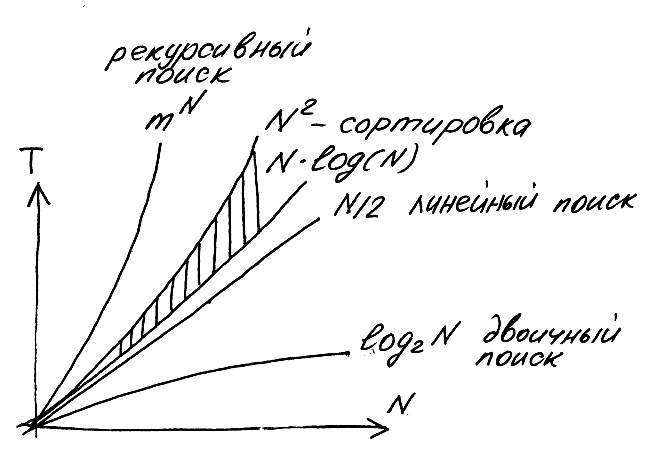 рекурсивный
поиск
m^N
N² - сортировка
N·log(N)
T
N/2 линейный поиск
log₂N двоичный
поиск
N